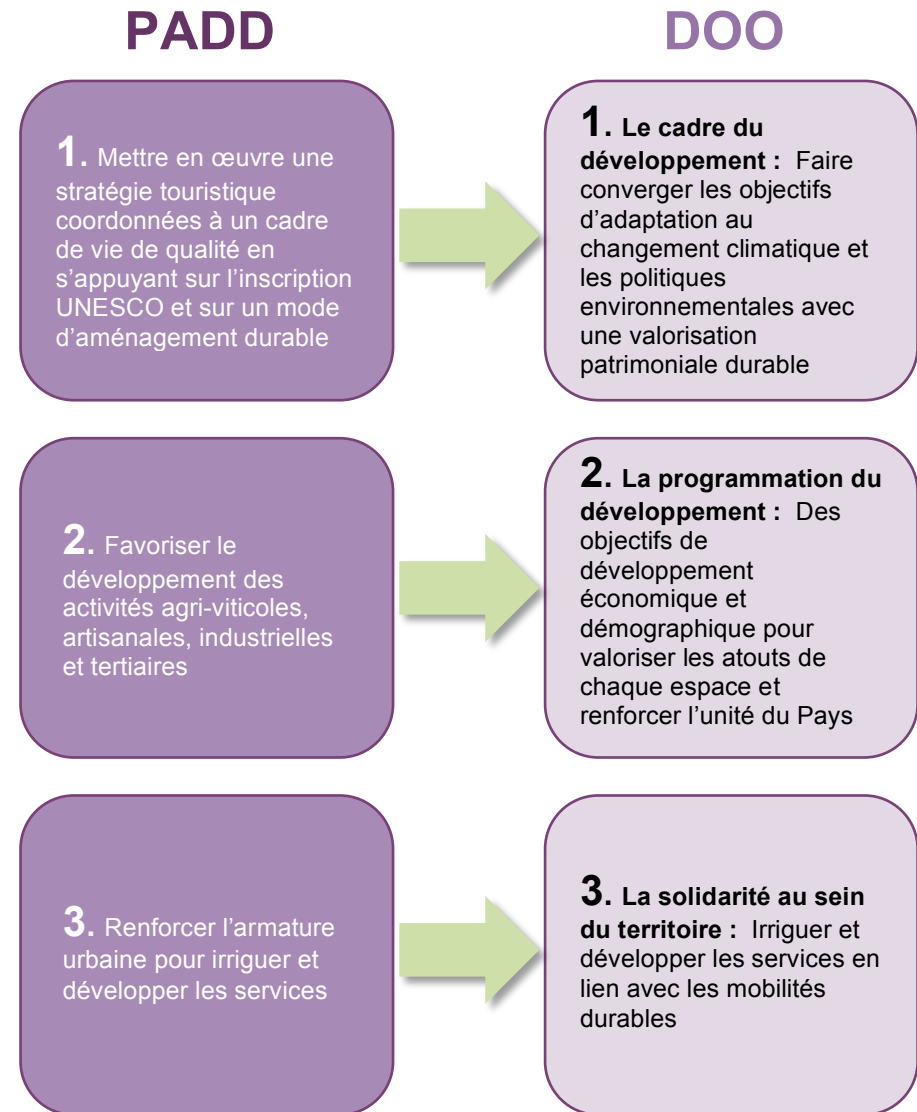 PADD
DOO
1. Mettre en œuvre une
stratégie touristique
coordonnées à un cadre
de vie de qualité en
s’appuyant sur l’inscription
UNESCO et sur un mode
d’aménagement durable
1. Le cadre du
développement : Faire
converger les objectifs
d’adaptation au
changement climatique et
les politiques
environnementales avec
une valorisation
patrimoniale durable
2. Favoriser le
développement des
activités agri-viticoles,
artisanales, industrielles
et tertiaires
2. La programmation du
développement : Des
objectifs de
développement
économique et
démographique pour
valoriser les atouts de
chaque espace et
renforcer l’unité du Pays
3. Renforcer l’armature
urbaine pour irriguer et
développer les services
3. La solidarité au sein
du territoire : Irriguer et
développer les services en
lien avec les mobilités
durables